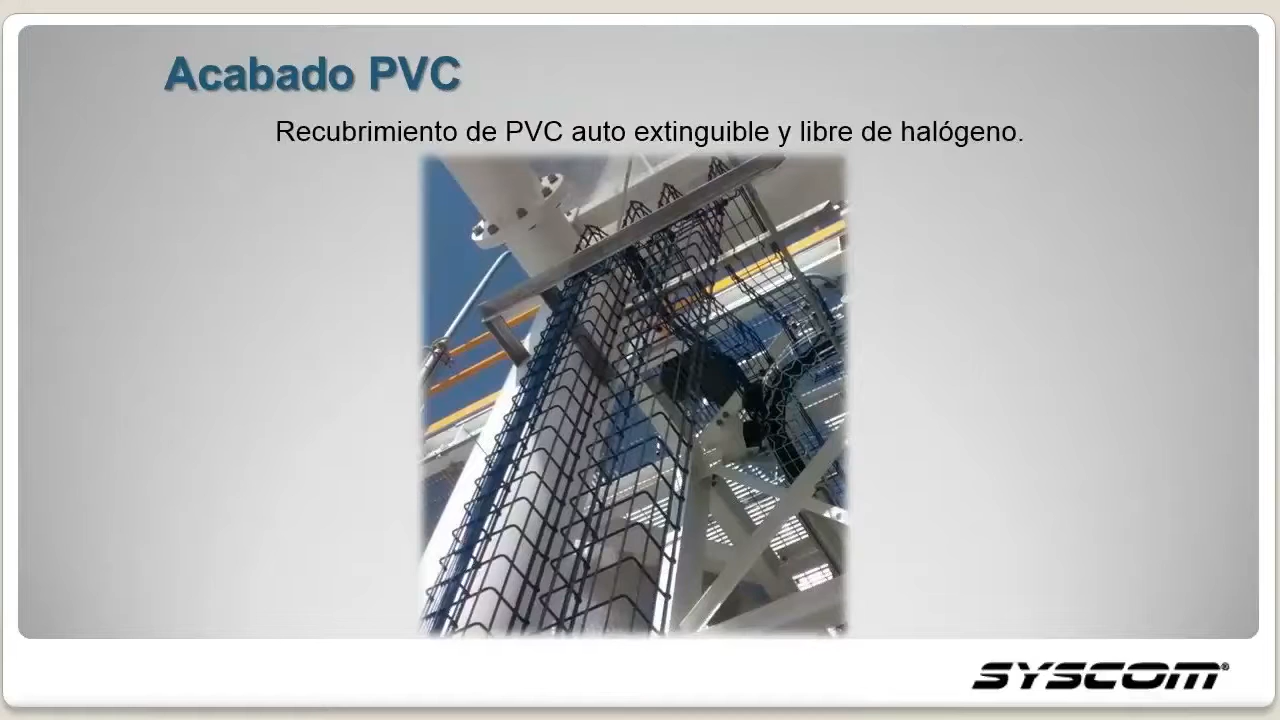 Acabado PVC
Recubrimiento de PVC auto extinguible y libre de halógeno.
SYSCOM®